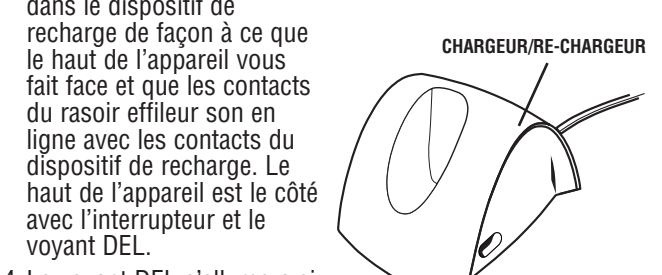 dans le dispositif de
recharge de façon à ce que
le haut de l'appareil vous
fait face et que les contacts
du rasoir effileur son en
ligne avec les contacts du
dispositif de recharge. Le
haut de l'appareil est le côté
avec l'interrupteur et le
voyant DEL.
CHARGEUR/RE-CHARGEUR